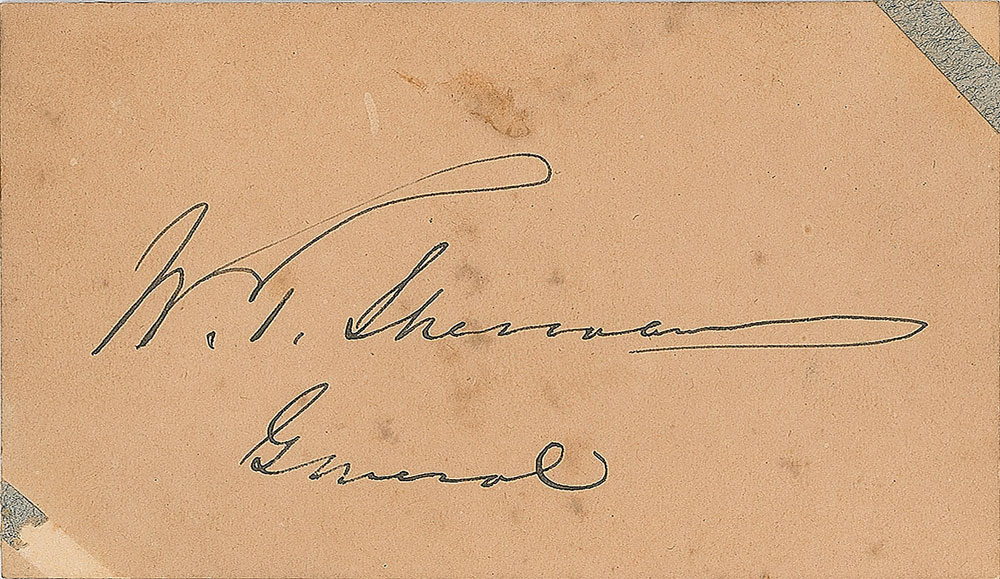 W. T. Sherman
General